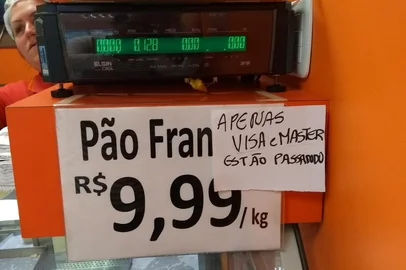 0.128
ELGIN
Pão Fran
APENAS
VISA e MASTER
ESTÃO PASSANDO
R$ 9,99/kg